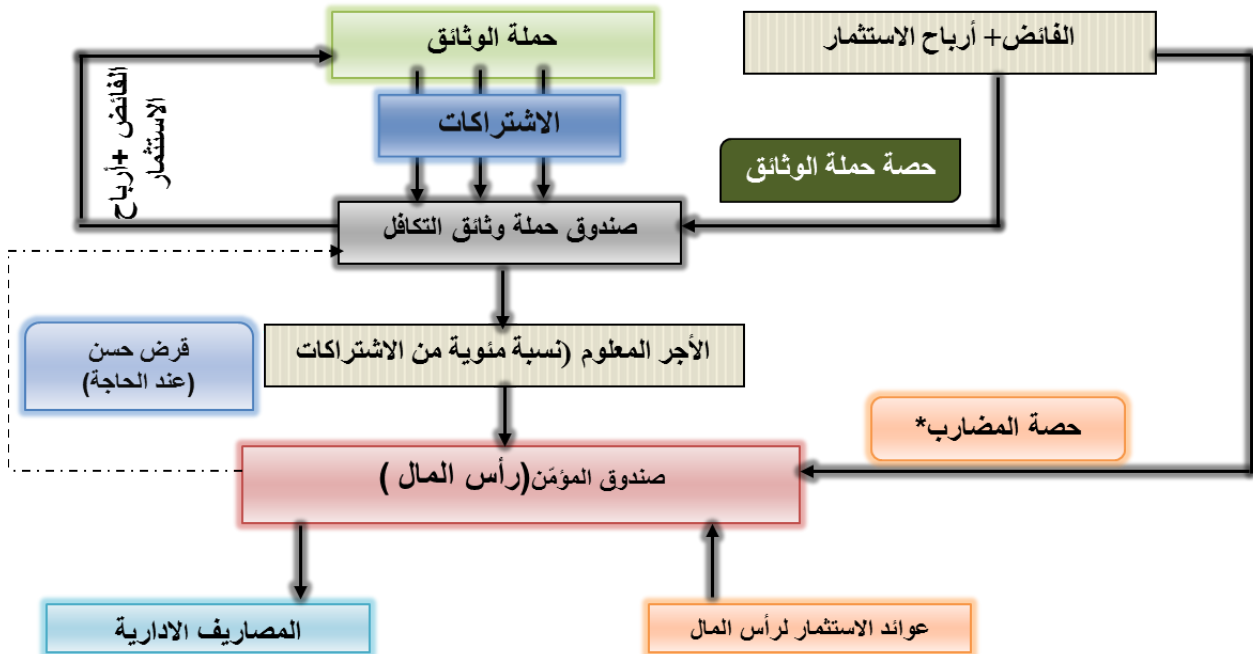 حملة الوثائق
الفائض+ أرباح الاستثمار
الفائض +أرباح
الاستثمار
الاشتراكات
حصة حملة الوثائق
صندوق حملة وثائق التكافل
الأجر المعلوم (نسبة مئوية من الاشتراكات
قرض حسن
(عند الحاجة)
حصة المضارب*
صندوق المؤمّن(رأس المال )
المصاريف الادارية
عوائد الاستثمار لرأس المال